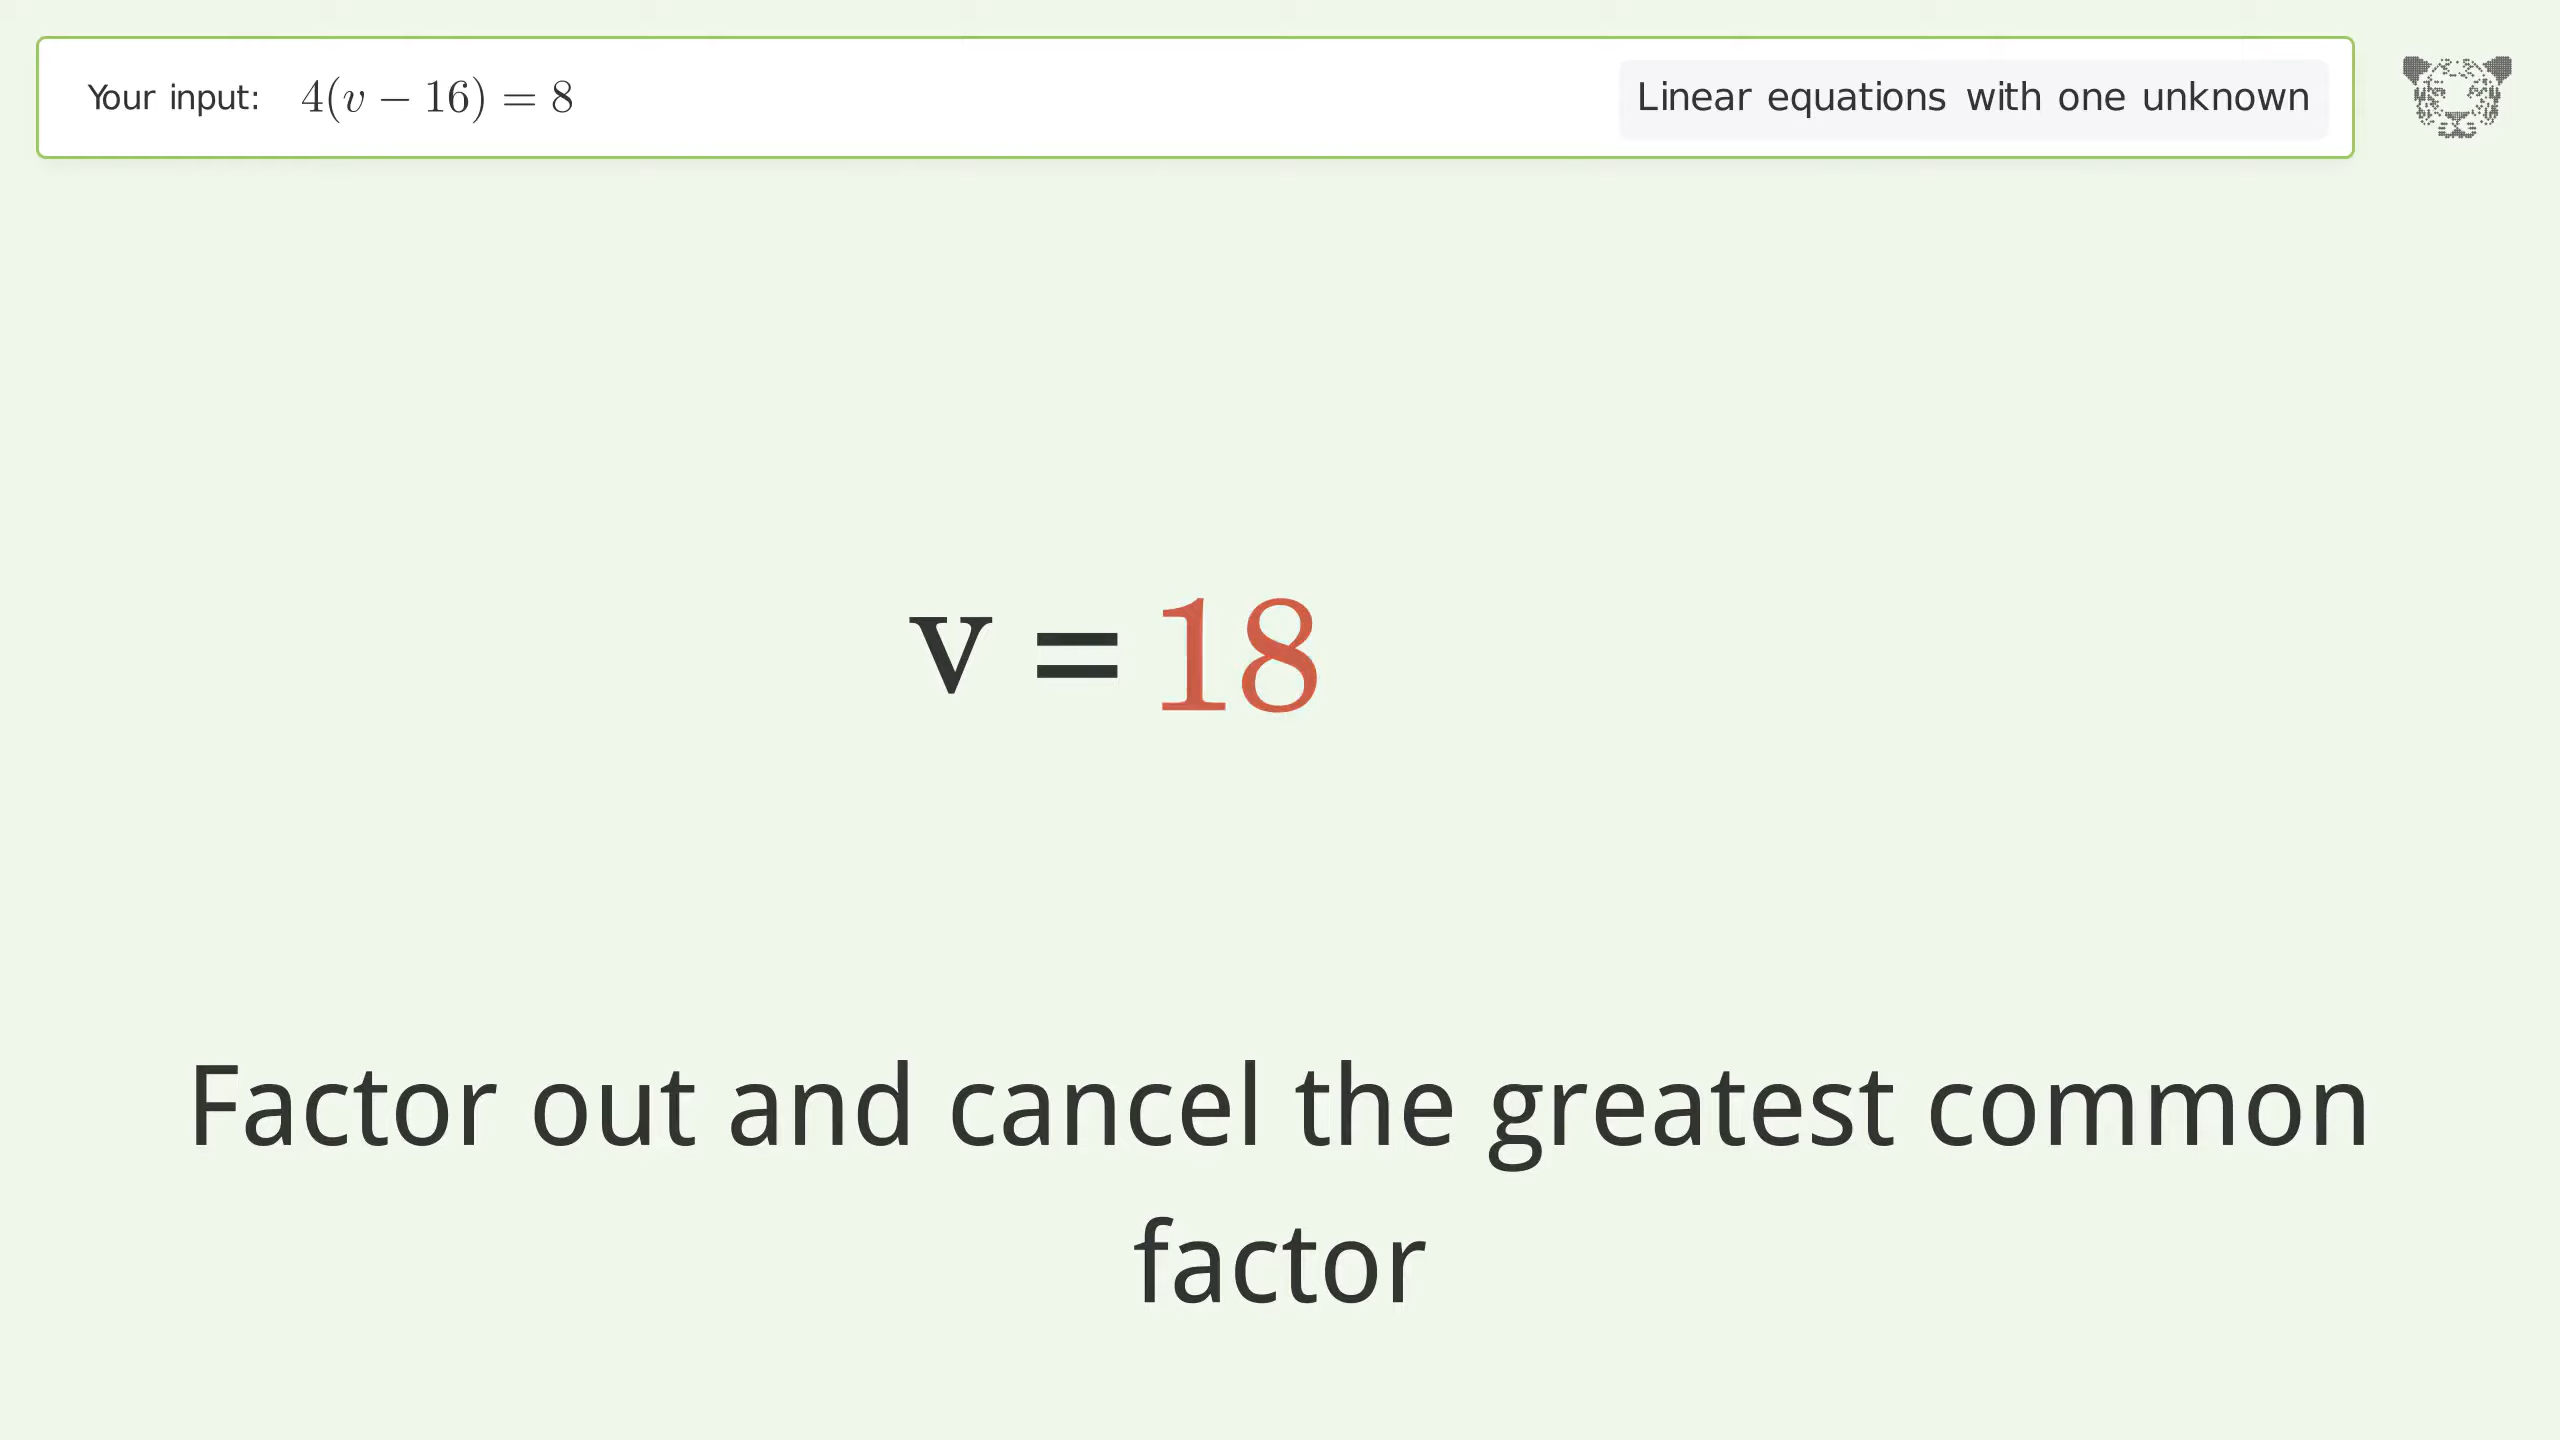 Your input: 4(v − 16) = 8 Linear equations with one unknown
v = 18
Factor out and cancel the greatest common
factor